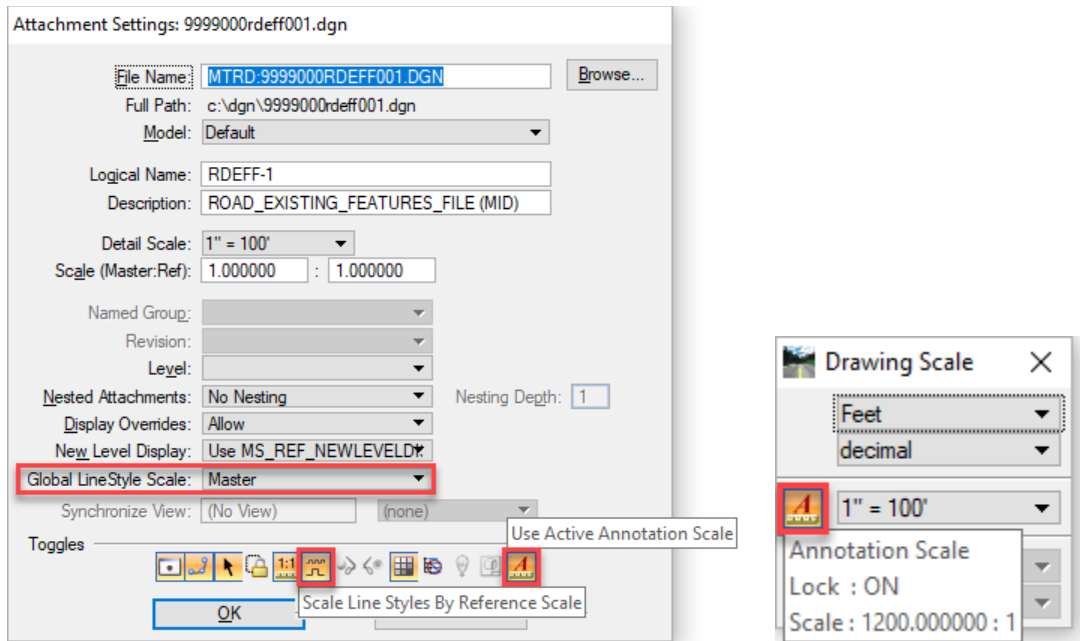 Attachment Settings: 9999000rdeff001.dgn
File Name: MTRD:9999000RDEFF001.DGN Browse...
Full Path: c:\dgn\9999000rdeff001.dgn
Model: Default
Logical Name: RDEFF-1
Description: ROAD_EXISTING_FEATURES_FILE (MID)
Detail Scale: 1" = 100'
Scale (Master:Ref): 1.000000 : 1.000000
Named Group:
Revision:
Level:
Nested Attachments: No Nesting Nesting Depth: 1
Display Overrides: Allow
New Level Display: Use MS_REF_NEWLEVELDI
Global LineStyle Scale: Master
Synchronize View: (No View) (none)
Use Active Annotation Scale
Toggles
1:1 A
Scale Line Styles By Reference Scale
OK
Drawing Scale
Feet
decimal
A 1" = 100'
Annotation Scale
Lock : ON
Scale : 1200.000000 : 1